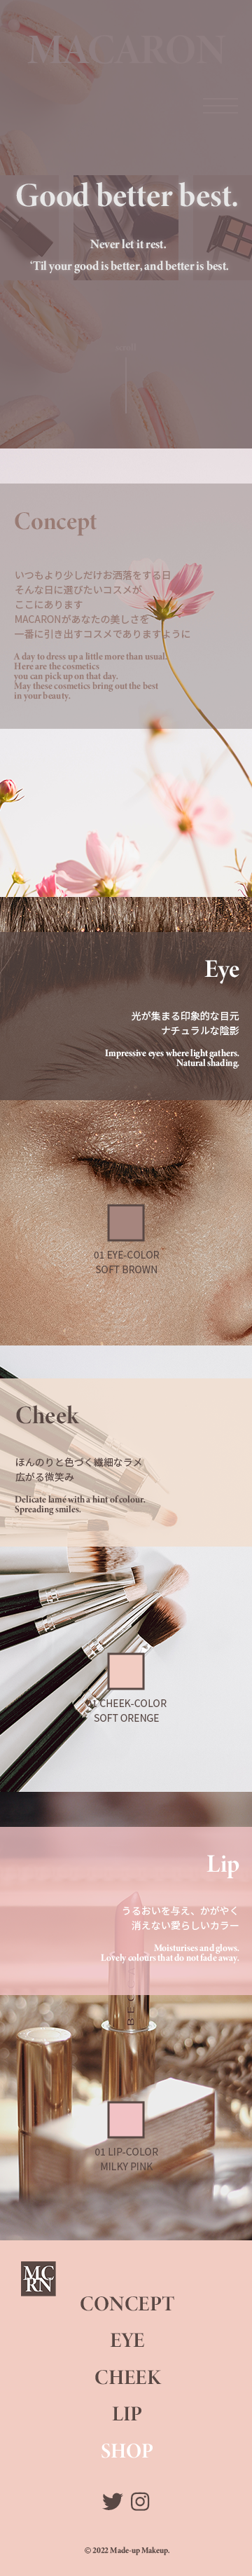 MACARON
Good better best.
Never let it rest.
'Til your good is better, and better is best.
scroll
Concept
いつもより少しだけお洒落をする日
そんな日に選びたいコスメが
ここにあります
MACARONがあなたの美しさを
一番に引き出すコスメでありますように
A day to dress up a little more than usual.
Here are the cosmetics
you can pick up on that day.
May these cosmetics bring out the best
in your beauty.
Eye
光が集まる印象的な目元
ナチュラルな陰影
Impressive eyes where light gathers.
Natural shading.
01 EYE-COLOR
SOFT BROWN
Cheek
ほんのりと色づく繊細なラメ
広がる微笑み
Delicate lamé with a hint of colour.
Spreading smiles.
01 CHEEK-COLOR
SOFT ORENGE
Lip
うるおいを与え、かがやく
消えない愛らしいカラー
Moisturises and glows.
Lovely colours that do not fade away.
01 LIP-COLOR
MILKY PINK
MC
RN
CONCEPT
EYE
CHEEK
LIP
SHOP
© 2022 Made-up Makeup.